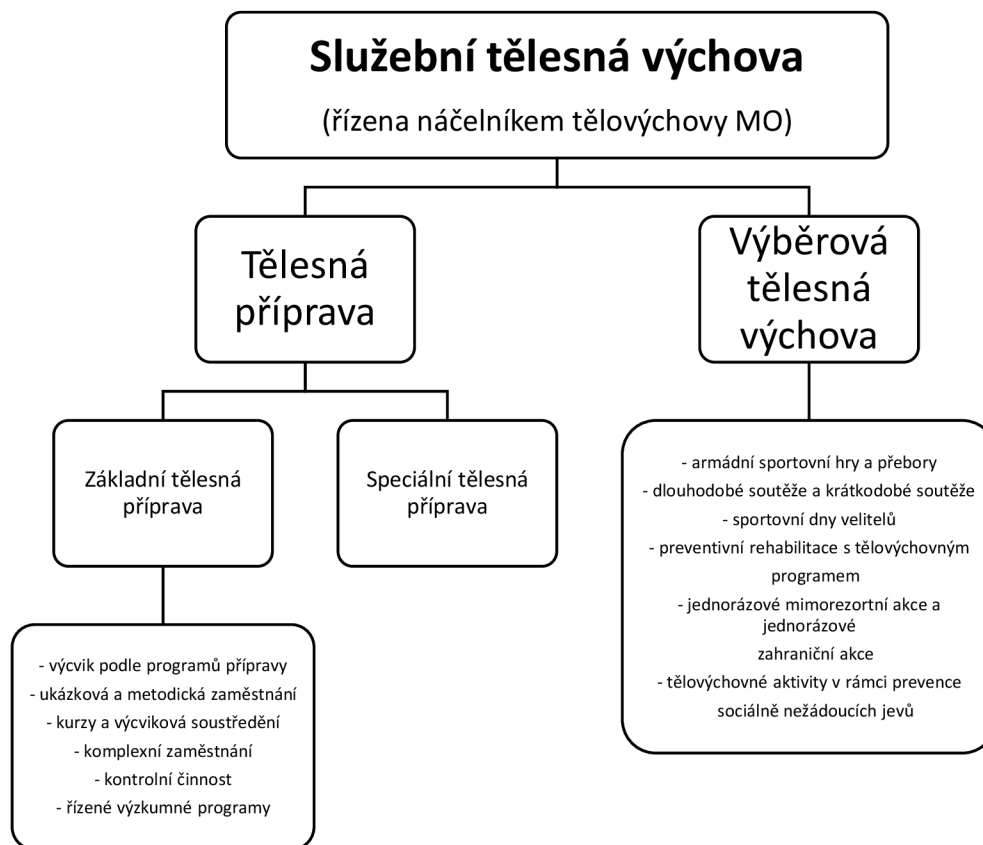 Služební tělesná výchova
(řízena náčelníkem tělovýchovy MO)
Tělesná
příprava
Výběrová
tělesná
výchova
Základní tělesná
příprava
Speciální tělesná
příprava
- armádní sportovní hry a přebory
- dlouhodobé soutěže a krátkodobé soutěže
- sportovní dny velitelů
- preventivní rehabilitace s tělovýchovným
programem
- jednorázové mimorezortní akce a
jednorázové
zahraniční akce
- tělovýchovné aktivity v rámci prevence
sociálně nežádoucích jevů
- výcvik podle programů přípravy
- ukázková a metodická zaměstnání
- kurzy a výcviková soustředění
- komplexní zaměstnání
- kontrolní činnost
- řízené výzkumné programy